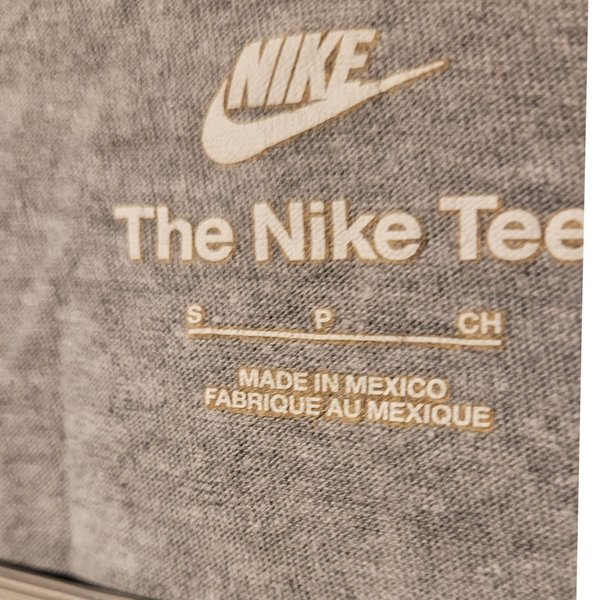 NIKE
The Nike Tee
S P CH
MADE IN MEXICO
FABRIQUE AU MEXIQUE